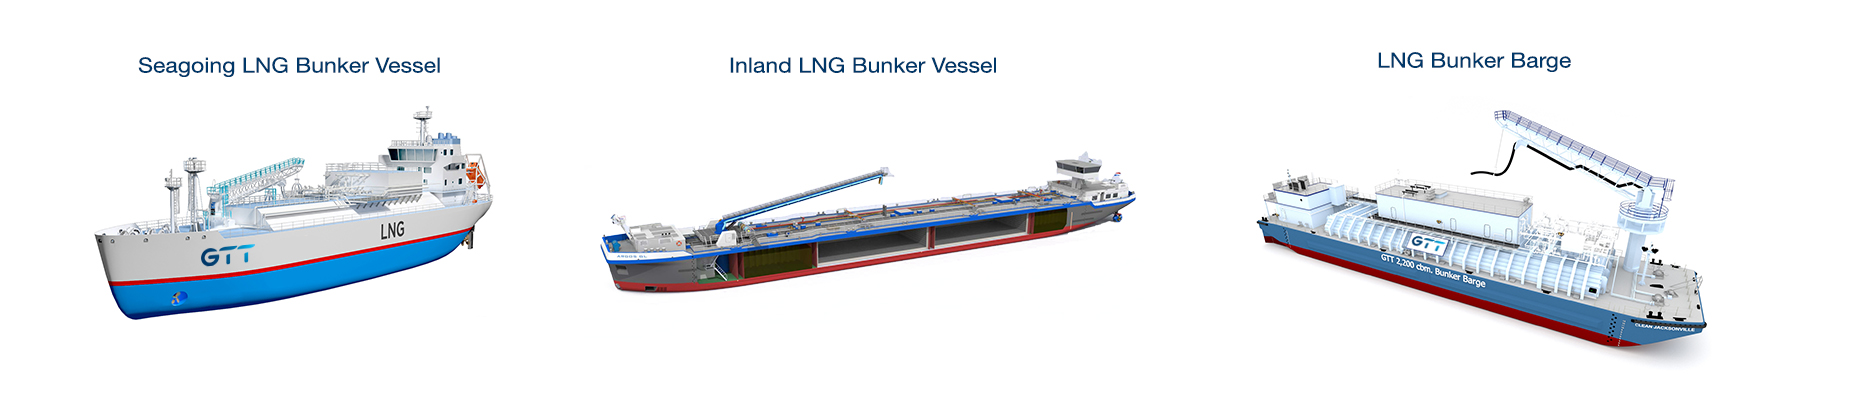 Seagoing LNG Bunker Vessel
Inland LNG Bunker Vessel
LNG Bunker Barge
GTT
LNG
ARGOS GL
GTT
GTT 2,200 cbm. Bunker Barge
CLEAN JACKSONVILLE